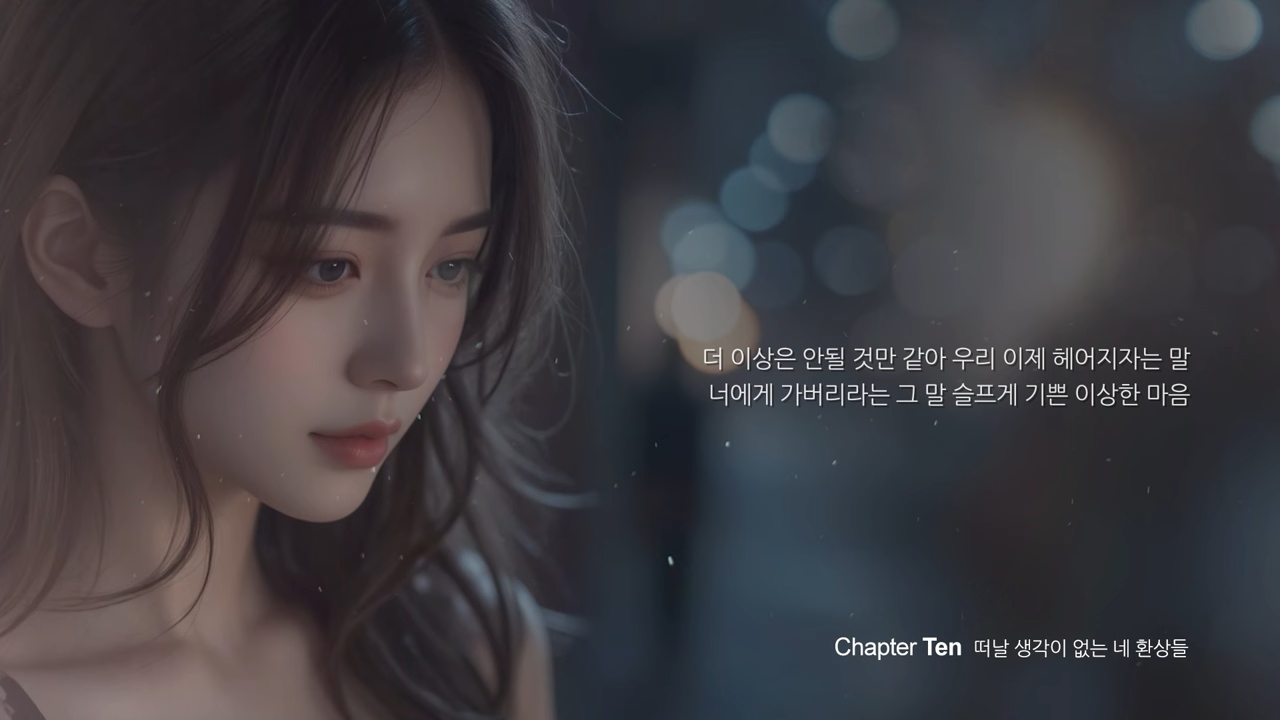 더 이상은 안될 것만 같아 우리 이제 헤어지자는 말
너에게 가버리라는 그 말 슬프게 기쁜 이상한 마음
Chapter Ten 떠날 생각이 없는 네 환상들